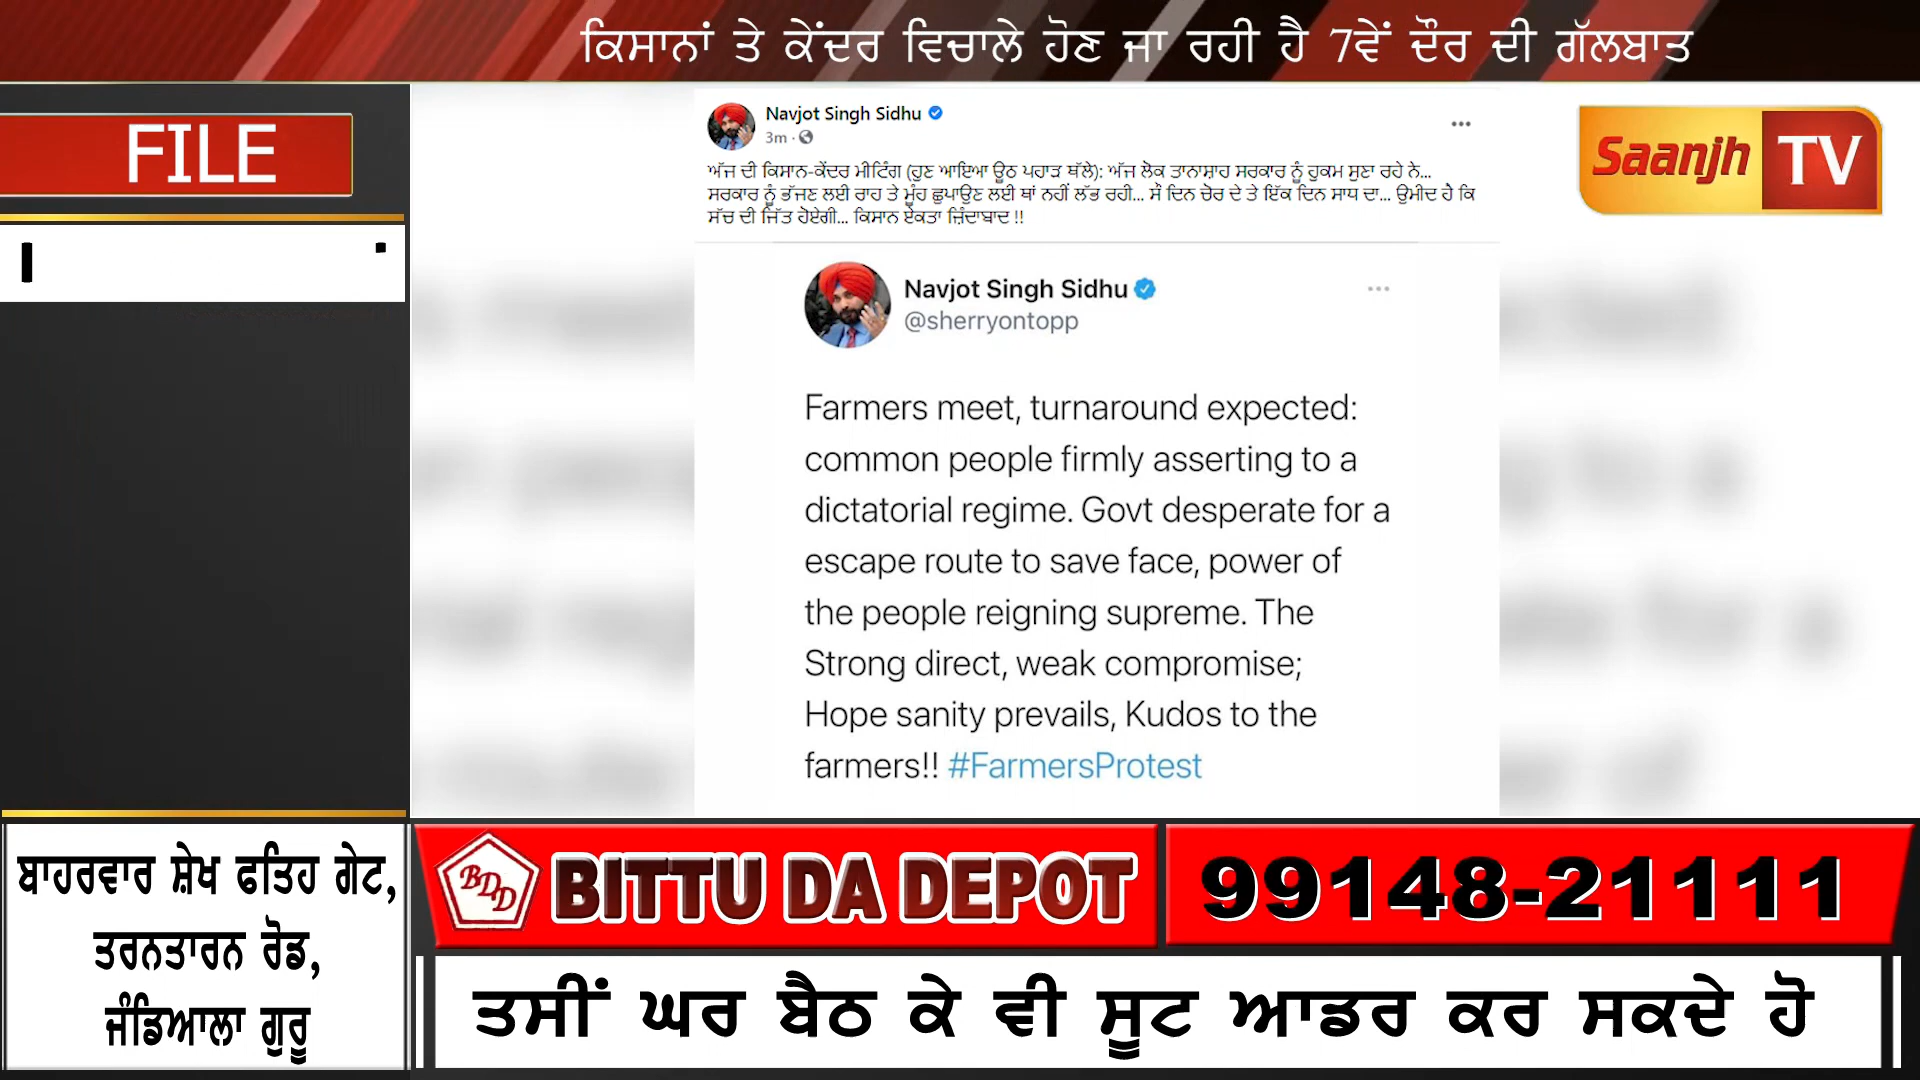 ਕਿਸਾਨਾਂ ਤੇ ਕੇਂਦਰ ਵਿਚਾਲੇ ਹੋਣ ਜਾ ਰਹੀ ਹੈ 7ਵੇਂ ਦੌਰ ਦੀ ਗੱਲਬਾਤ
FILE
Saanjh TV
Navjot Singh Sidhu
3m ·
ਅੱਜ ਦੀ ਕਿਸਾਨ-ਕੇਂਦਰ ਮੀਟਿੰਗ (ਹੁਣ ਆਇਆ ਊਠ ਪਹਾੜ ਥੱਲੇ): ਅੱਜ ਲੋਕ ਤਾਨਾਸ਼ਾਹ ਸਰਕਾਰ ਨੂੰ ਹੁਕਮ ਸੁਣਾ ਰਹੇ ਨੇ...
ਸਰਕਾਰ ਨੂੰ ਭੱਜਣ ਲਈ ਰਾਹ ਤੇ ਮੂੰਹ ਛੁਪਾਉਣ ਲਈ ਥਾਂ ਨਹੀਂ ਲੱਭ ਰਹੀ... ਸੌ ਦਿਨ ਚੋਰ ਦੇ ਤੇ ਇੱਕ ਦਿਨ ਸਾਧ ਦਾ... ਉਮੀਦ ਹੈ ਕਿ
ਸੱਚ ਦੀ ਜਿੱਤ ਹੋਏਗੀ... ਕਿਸਾਨ ਏਕਤਾ ਜ਼ਿੰਦਾਬਾਦ !!
Navjot Singh Sidhu
@sherryontopp
Farmers meet, turnaround expected:
common people firmly asserting to a
dictatorial regime. Govt desperate for a
escape route to save face, power of
the people reigning supreme. The
Strong direct, weak compromise;
Hope sanity prevails, Kudos to the
farmers!! #FarmersProtest
ਬਾਹਰਵਾਰ ਸ਼ੇਖ ਫਤਿਹ ਗੇਟ,
ਤਰਨਤਾਰਨ ਰੋਡ,
ਜੰਡਿਆਲਾ ਗੁਰੂ
BDD BITTU DA DEPOT
99148-21111
ਤਸੀਂ ਘਰ ਬੈਠ ਕੇ ਵੀ ਸੂਟ ਆਡਰ ਕਰ ਸਕਦੇ ਹੋ